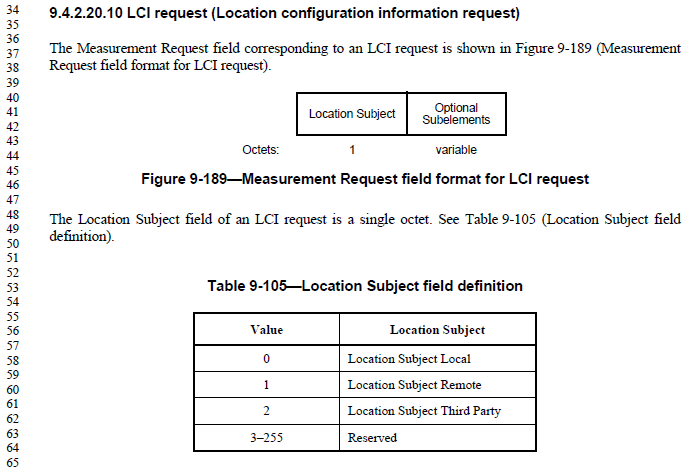 34
35
36
37
38
39
40
41
42
43
44
45
46
47
48
49
50
51
52
53
54
55
56
57
58
59
60
61
62
63
64
65
9.4.2.20.10 LCI request (Location configuration information request)
The Measurement Request field corresponding to an LCI request is shown in Figure 9-189 (Measurement
Request field format for LCI request).
Location Subject
Optional
Subelements
Octets: 1 variable
Figure 9-189—Measurement Request field format for LCI request
The Location Subject field of an LCI request is a single octet. See Table 9-105 (Location Subject field
definition).
Table 9-105—Location Subject field definition
Value Location Subject
0 Location Subject Local
1 Location Subject Remote
2 Location Subject Third Party
3–255 Reserved